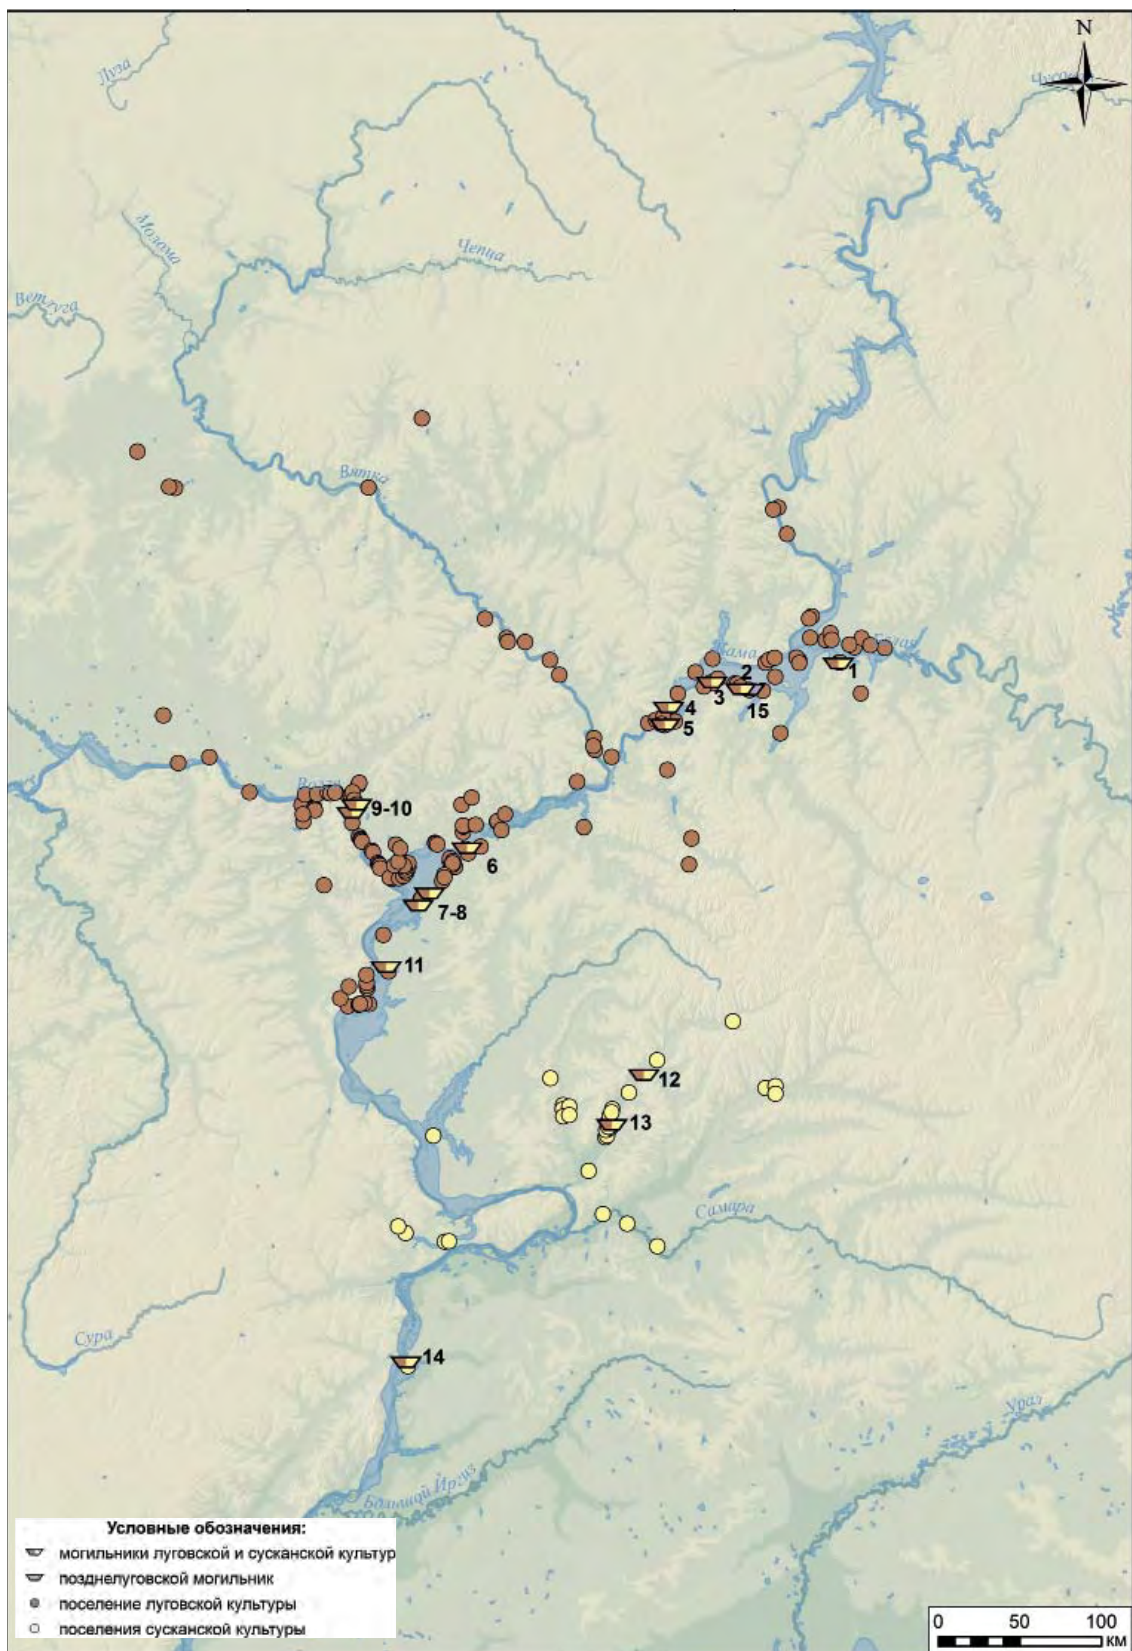 N
Луза
Чусо
Молома
Чепца
Ветлуга
Вятка
Белая
Кама
1
2
3
15
4
5
Волга
9-10
6
7-8
11
12
13
Самара
Сура
14
Урал
Большой Иргиз
Условные обозначения:
могильники луговской и сусканской культур
позднелуговской могильник
поселение луговской культуры
поселения сусканской культуры
0 50 100
КМ